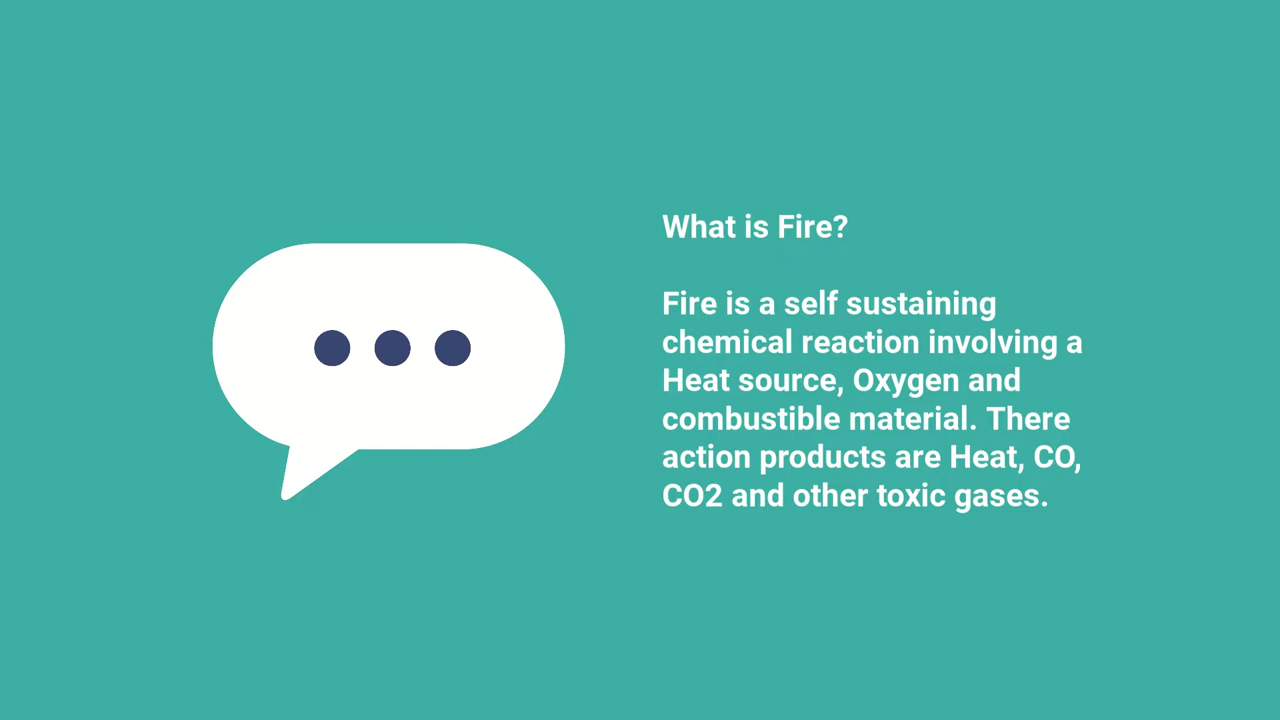 What is Fire?
Fire is a self sustaining
chemical reaction involving a
Heat source, Oxygen and
combustible material. There
action products are Heat, CO,
CO2 and other toxic gases.